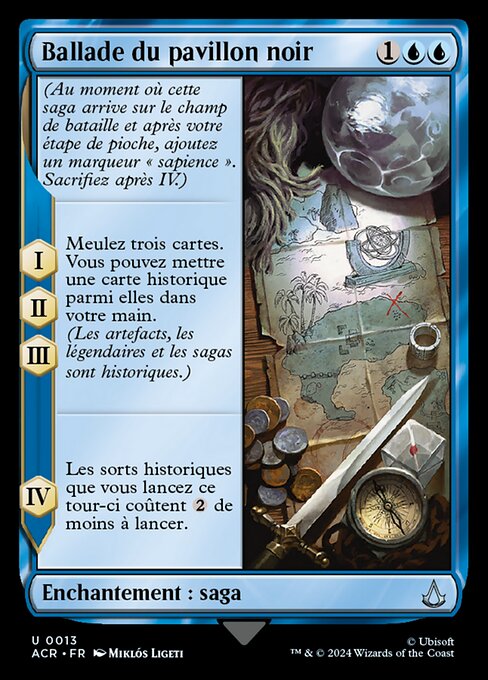 Ballade du pavillon noir 1
(Au moment où cette
saga arrive sur le champ
de bataille et après votre
étape de pioche, ajoutez
un marqueur « sapience ».
Sacrifiez après IV.)
I
II
III
Meulez trois cartes.
Vous pouvez mettre
une carte historique
parmi elles dans
votre main.
(Les artefacts, les
légendaires et les sagas
sont historiques.)
IV
Les sorts historiques
que vous lancez ce
tour-ci coûtent 2 de
moins à lancer.
Enchantement : saga
U 0013
ACR • FR Miklós Ligeti
© Ubisoft
™ & © 2024 Wizards of the Coast